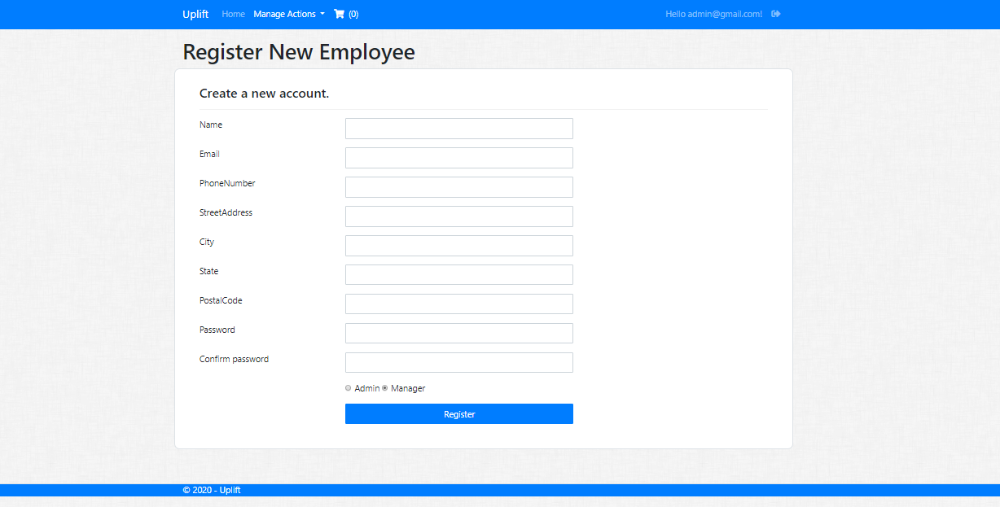 Uplift Home Manage Actions (0) Hello admin@gmail.com!
Register New Employee
Create a new account.
Name
Email
PhoneNumber
StreetAddress
City
State
PostalCode
Password
Confirm password
Admin Manager
Register
© 2020 - Uplift